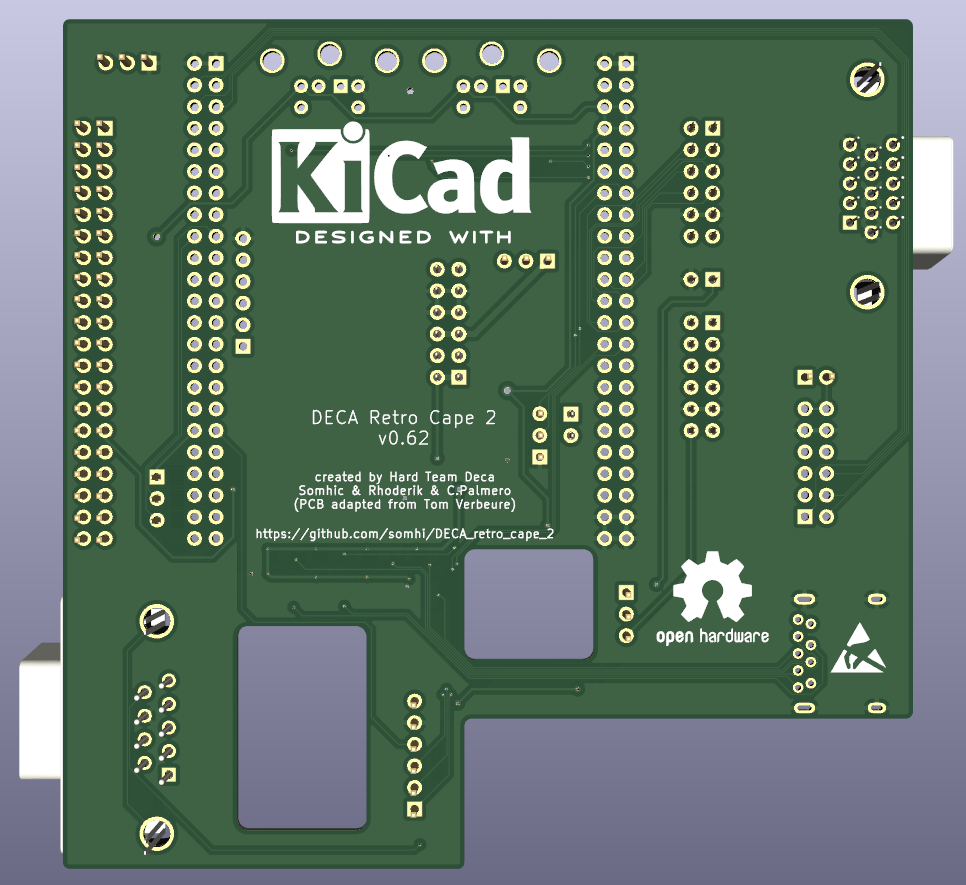 KiCad
DESIGNED WITH
DECA Retro Cape 2
v0.62
created by Hard Team Deca
Somhic & Rhoderik & C.Palmero
(PCB adapted from Tom Verbeure)
https://github.com/somhi/DECA_retro_cape_2
open hardware